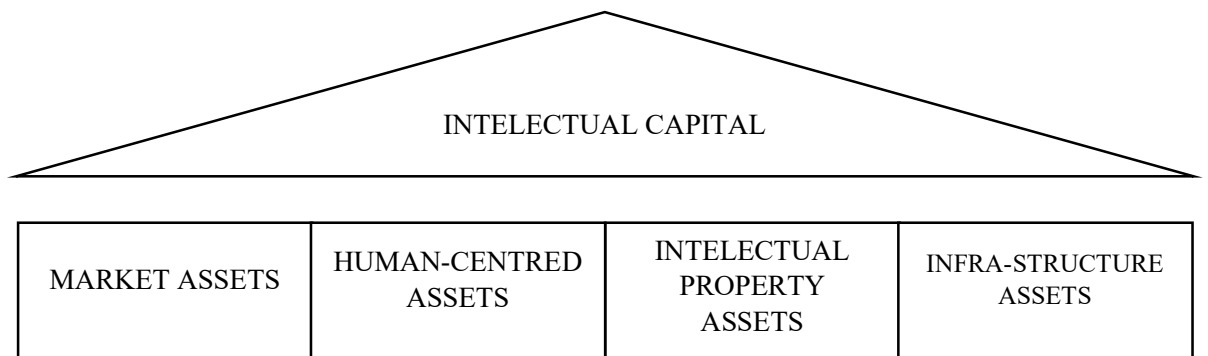 INTELECTUAL CAPITAL
MARKET ASSETS
HUMAN-CENTRED
ASSETS
INTELECTUAL
PROPERTY
ASSETS
INFRA-STRUCTURE
ASSETS